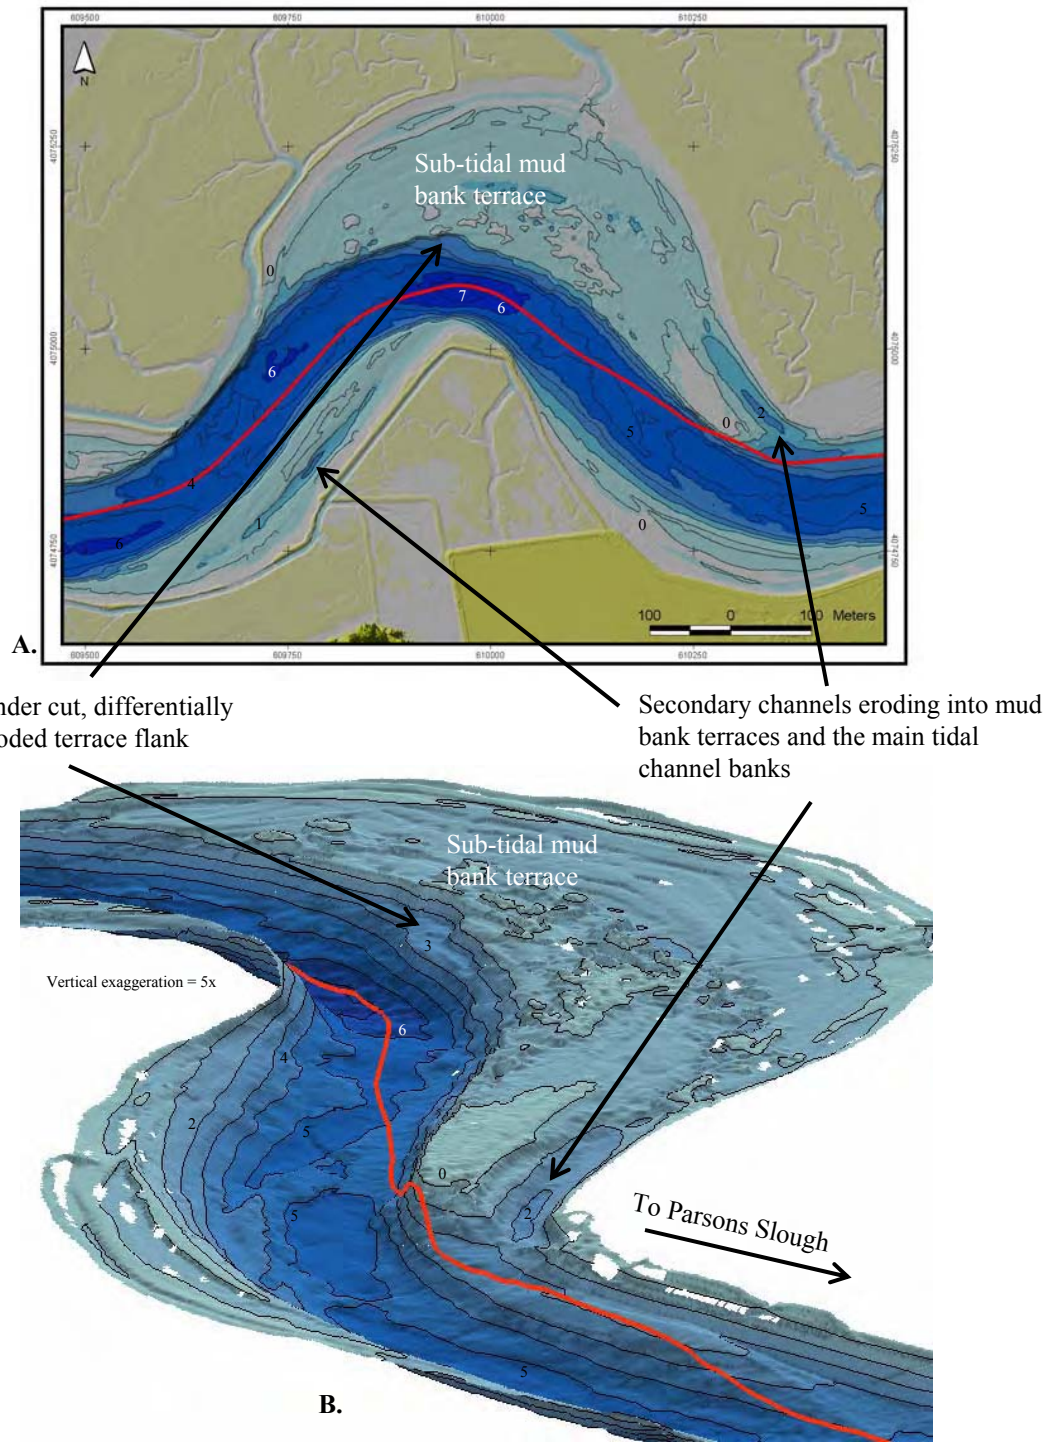 609500 609750 610000 610250
N
4075250 4075250
Sub-tidal mud
bank terrace
0
7
6
6
4075000 4075000
2
0
5
4
5
1
0
6
4074750 4074750
100 0 100 Meters
A.
609500 609750 610000 610250
nder cut, differentially
oded terrace flank
Secondary channels eroding into mud
bank terraces and the main tidal
channel banks
Sub-tidal mud
bank terrace
3
Vertical exaggeration = 5x
6
4
2
5
0
To Parsons Slough
5
2
5
B.